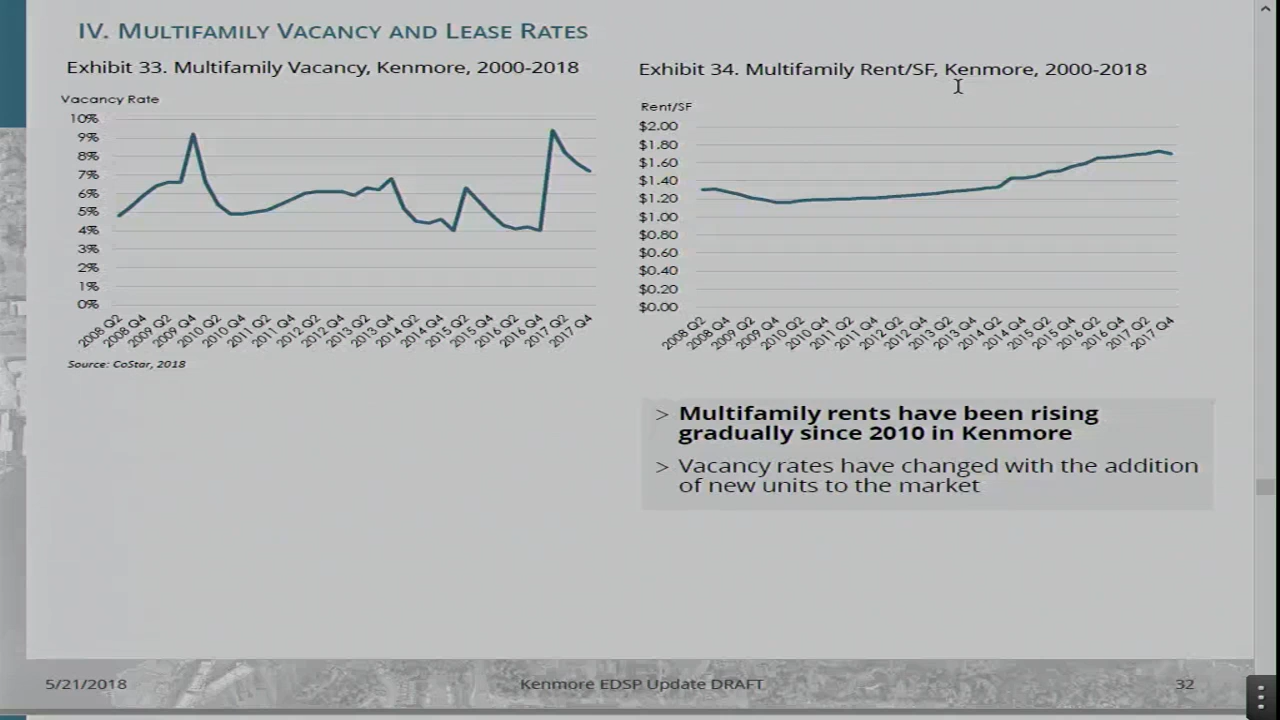 IV. MULTIFAMILY VACANCY AND LEASE RATES
Exhibit 33. Multifamily Vacancy, Kenmore, 2000-2018
Vacancy Rate
10%
9%
8%
7%
6%
5%
4%
3%
2%
1%
0%
2008 Q2
2008 Q4
2009 Q2
2009 Q4
2010 Q2
2010 Q4
2011 Q2
2011 Q4
2012 Q2
2012 Q4
2013 Q2
2013 Q4
2014 Q2
2014 Q4
2015 Q2
2015 Q4
2016 Q2
2016 Q4
2017 Q2
2017 Q4
Source: CoStar, 2018
Exhibit 34. Multifamily Rent/SF, Kenmore, 2000-2018
Rent/SF
$2.00
$1.80
$1.60
$1.40
$1.20
$1.00
$0.80
$0.60
$0.40
$0.20
$0.00
2008 Q2
2008 Q4
2009 Q2
2009 Q4
2010 Q2
2010 Q4
2011 Q2
2011 Q4
2012 Q2
2012 Q4
2013 Q2
2013 Q4
2014 Q2
2014 Q4
2015 Q2
2015 Q4
2016 Q2
2016 Q4
2017 Q2
2017 Q4
> Multifamily rents have been rising
gradually since 2010 in Kenmore
> Vacancy rates have changed with the addition
of new units to the market
5/21/2018
Kenmore EDSP Update DRAFT
32